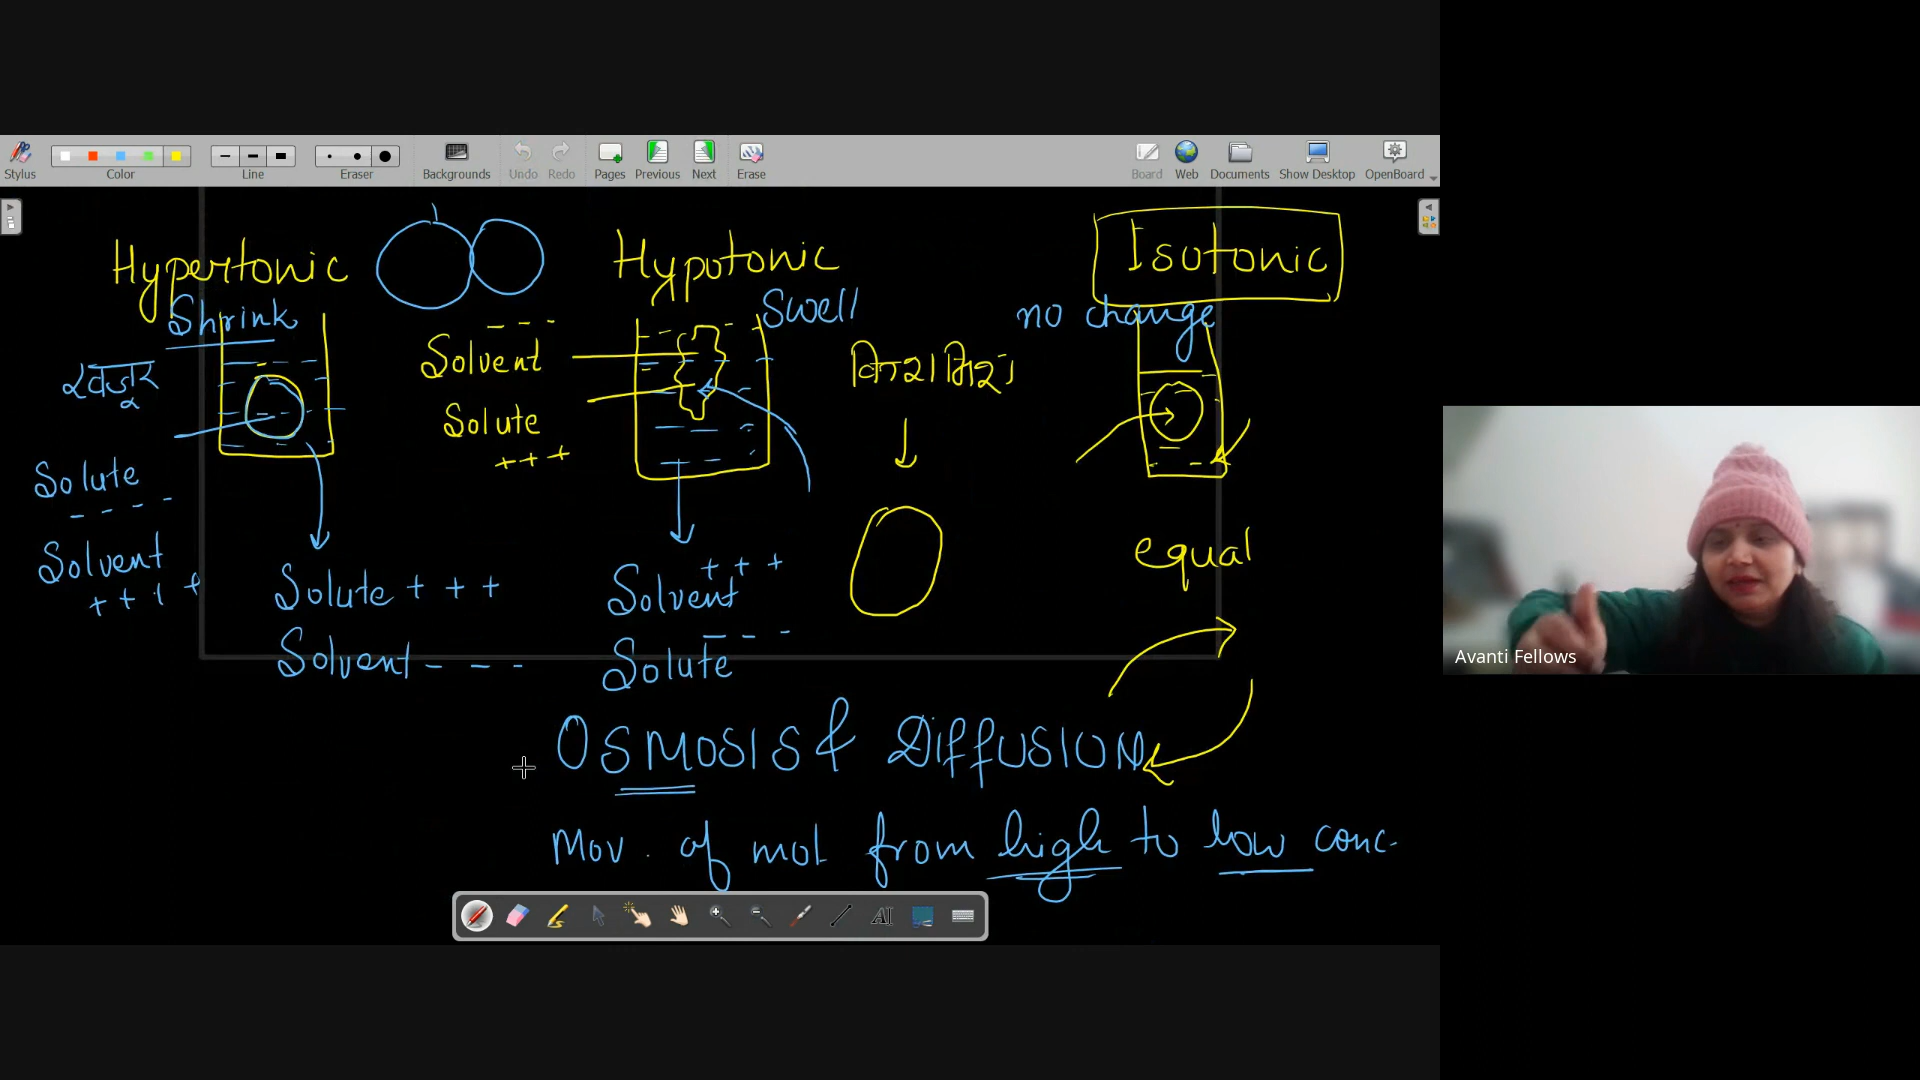 Stylus Color Line Eraser Backgrounds Undo Redo Pages Previous Next Erase Board Web Documents Show Desktop OpenBoard
Hypertonic
Shrink
Solute
- - - -
Solvent
+ + + +
Solute + + +
Solvent - - -
Hypotonic
Swell
- - -
Solvent
Solute
+ + +
+ + +
Solvent
- - -
Solute
Isotonic
no change
equal
OSMOSIS & DIFFUSION
Mov. of mol from high to low conc.
Avanti Fellows